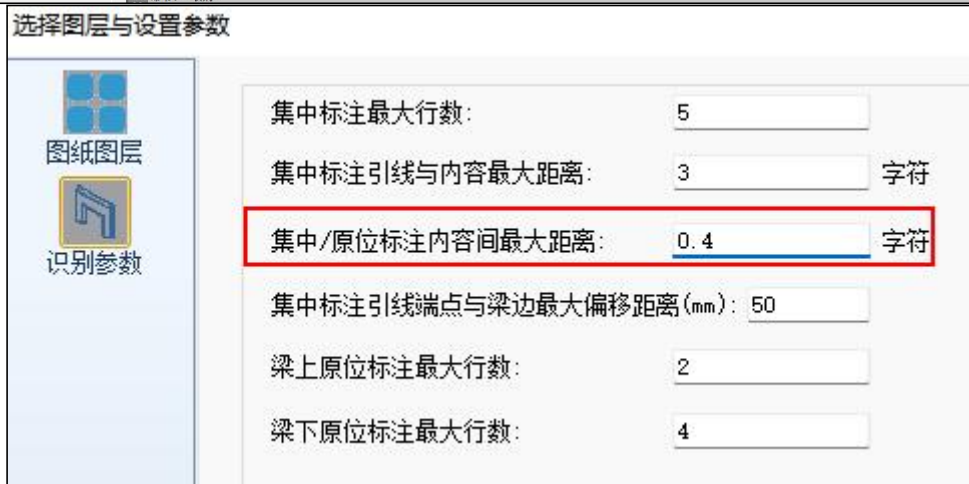 选择图层与设置参数
图纸图层
识别参数
集中标注最大行数: 5
集中标注引线与内容最大距离: 3 字符
集中/原位标注内容间最大距离: 0.4 字符
集中标注引线端点与梁边最大偏移距离(mm): 50
梁上原位标注最大行数: 2
梁下原位标注最大行数: 4